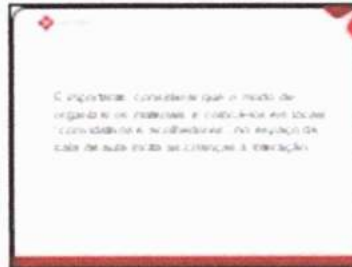 É importante considerar que o modo de
organizar os materiais e colocá-los em locais
convidativos e acolhedores no espaço da
sala de aula incita as crianças à interação.